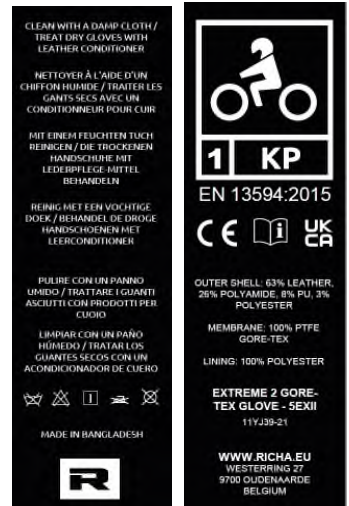 CLEAN WITH A DAMP CLOTH /
TREAT DRY GLOVES WITH
LEATHER CONDITIONER
NETTOYER À L'AIDE D'UN
CHIFFON HUMIDE / TRAITER LES
GANTS SECS AVEC UN
CONDITIONNEUR POUR CUIR
MIT EINEM FEUCHTEN TUCH
REINIGEN / DIE TROCKENEN
HANDSCHUHE MIT
LEDERPFLEGE-MITTEL
BEHANDELN
REINIG MET EEN VOCHTIGE
DOEK / BEHANDEL DE DROGE
HANDSCHOENEN MET
LEERCONDITIONER
PULIRE CON UN PANNO
UMIDO / TRATTARE I GUANTI
ASCIUTTI CON PRODOTTI PER
CUOIO
LIMPIAR CON UN PAÑO
HÚMEDO / TRATAR LOS
GUANTES SECOS CON UN
ACONDICIONADOR DE CUERO
MADE IN BANGLADESH
R
1 KP
EN 13594:2015
CE i UK
CA
OUTER SHELL: 63% LEATHER,
26% POLYAMIDE, 8% PU, 3%
POLYESTER
MEMBRANE: 100% PTFE
GORE-TEX
LINING: 100% POLYESTER
EXTREME 2 GORE-
TEX GLOVE - 5EXII
11YJ39-21
WWW.RICHA.EU
WESTERRING 27
9700 OUDENAARDE
BELGIUM